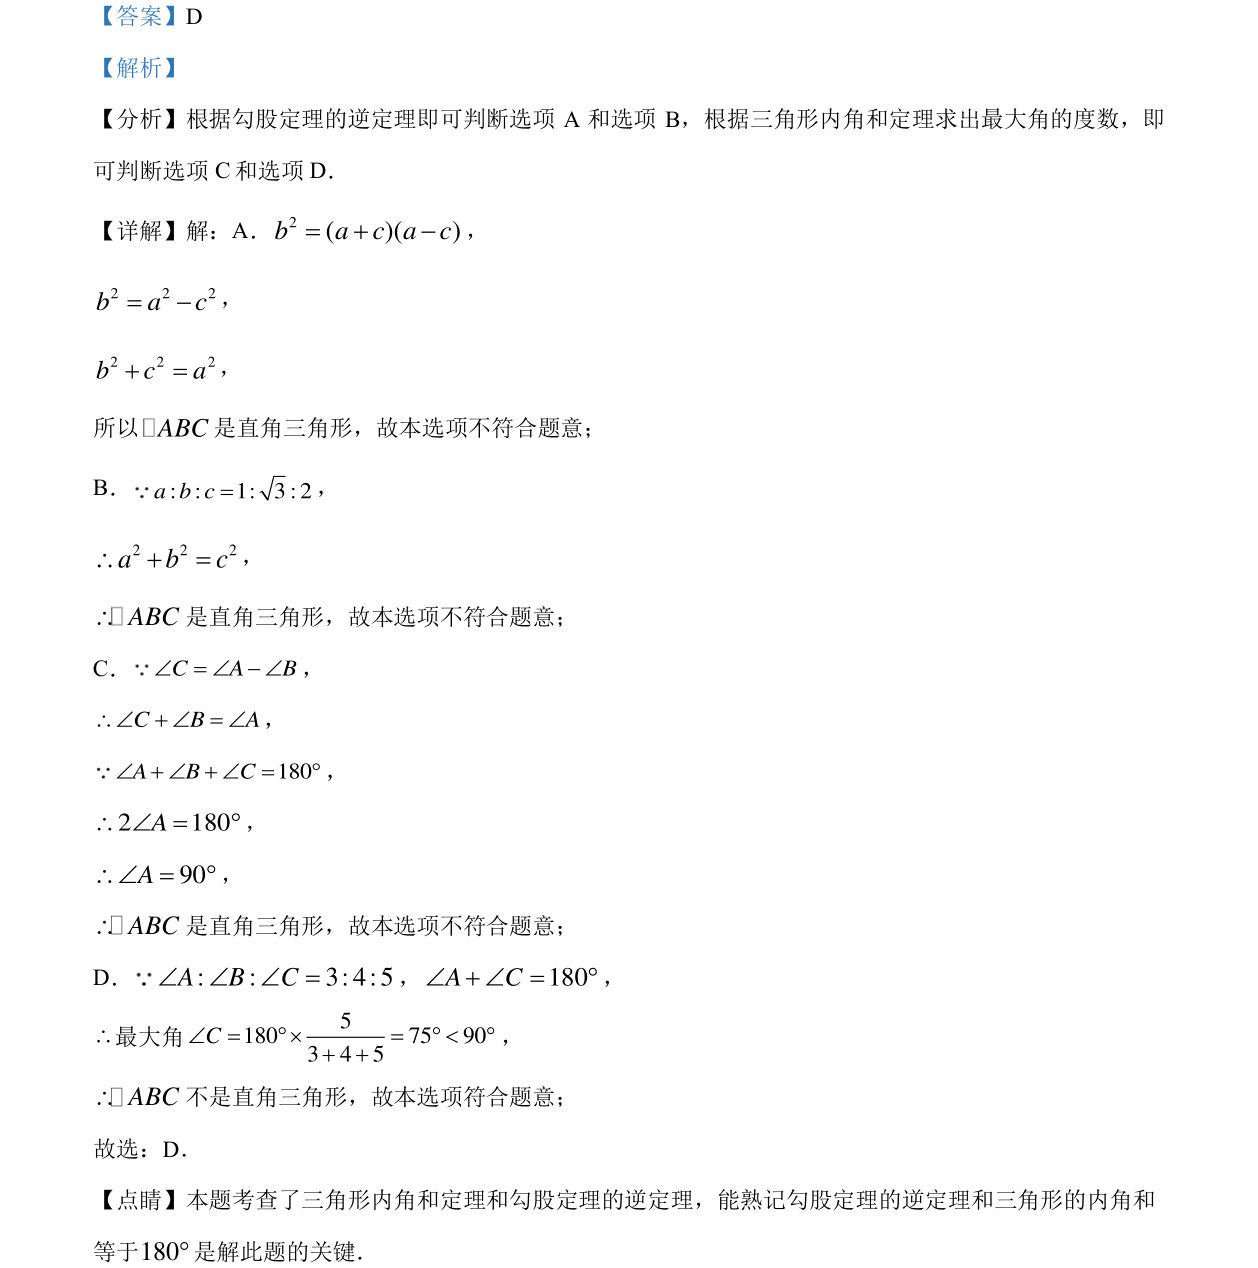 【答案】D
【解析】
【分析】根据勾股定理的逆定理即可判断选项 A 和选项 B，根据三角形内角和定理求出最大角的度数，即
可判断选项 C 和选项 D．
【详解】解：A．b² = (a + c)(a − c)，
b² = a² − c²，
b² + c² = a²，
所以□ABC 是直角三角形，故本选项不符合题意；
B．∵ a : b : c = 1 : √3 : 2，
∴ a² + b² = c²，
∴□ABC 是直角三角形，故本选项不符合题意；
C．∵ ∠C = ∠A − ∠B，
∴ ∠C + ∠B = ∠A，
∵ ∠A + ∠B + ∠C = 180°，
∴ 2∠A = 180°，
∴ ∠A = 90°，
∴□ABC 是直角三角形，故本选项不符合题意；
D．∵ ∠A : ∠B : ∠C = 3 : 4 : 5，∠A + ∠C = 180°，
∴最大角 ∠C = 180° × 5/(3 + 4 + 5) = 75° < 90°，
∴□ABC 不是直角三角形，故本选项符合题意；
故选：D．
【点睛】本题考查了三角形内角和定理和勾股定理的逆定理，能熟记勾股定理的逆定理和三角形的内角和
等于180° 是解此题的关键．